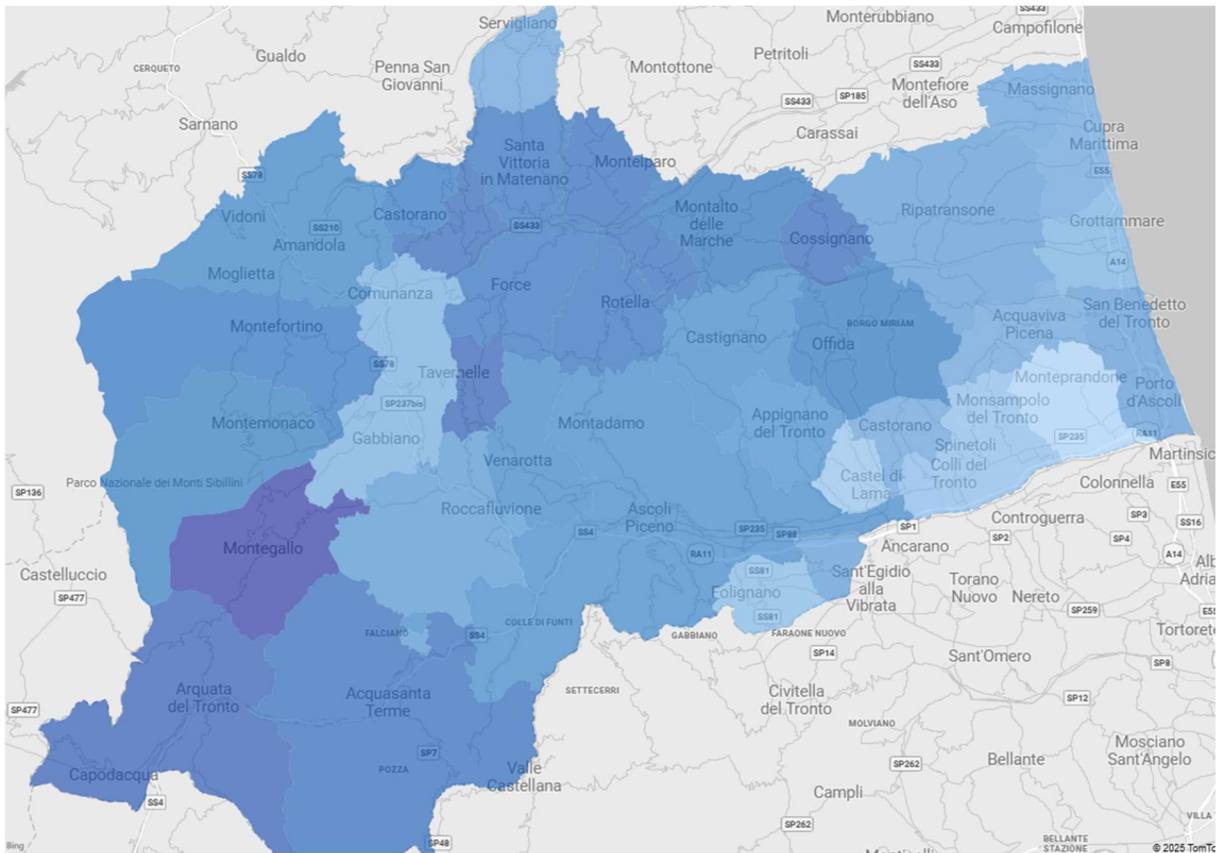 Servigliano
SS433
Monterubbiano
Campofilone
Gualdo
CERQUETO
Penna San
Giovanni
Montottone
Petritoli
SS433
Montefiore
dell'Aso
SP185
SS433
Massignano
Sarnano
Carassai
Cupra
Marittima
SS78
Santa
Vittoria
in Matenano
Montelparo
E55
Vidoni
SS210
Castorano
SS433
Montalto
delle
Marche
Ripatransone
Grottammare
Amandola
Cossignano
A14
Moglietta
Comunanza
Force
Rotella
San Benedetto
del Tronto
Montefortino
Castignano
BORGO MIRIAM
Acquaviva
Picena
Offida
SS78
Tavernelle
Monteprandone
Porto
d'Ascoli
SP237bis
Monsampolo
del Tronto
Montemonaco
Montadamo
Appignano
del Tronto
Castorano
SP235
RA11
Gabbiano
Spinetoli
Martinsic
Venarotta
Castel di
Lama
Colli del
Tronto
Colonnella
E55
Parco Nazionale dei Monti Sibillini
SP136
Roccafluvione
Ascoli
Piceno
SS4
SP235
SP88
SP1
Controguerra
SP3
SS16
SP2
SP4
Montegallo
RA11
Ancarano
A14
Alb
Adria
Castelluccio
SS81
Sant'Egidio
alla
Vibrata
Torano
Nuovo
Nereto
SP477
Folignano
SP259
E55
SS81
COLLE DI FUNTI
FALCIANO
SS4
GABBIANO
FARAONE NUOVO
Tortoreto
SP14
Sant'Omero
SP8
SETTECERRI
Arquata
del Tronto
Acquasanta
Terme
Civitella
del Tronto
SP12
SP477
MOLVIANO
Mosciano
Sant'Angelo
SP7
Bellante
SP262
Capodacqua
POZZA
Valle
Castellana
Campli
SS4
VILLA
SP262
SP48
BELLANTE
STAZIONE
Bing
© 2025 TomTo